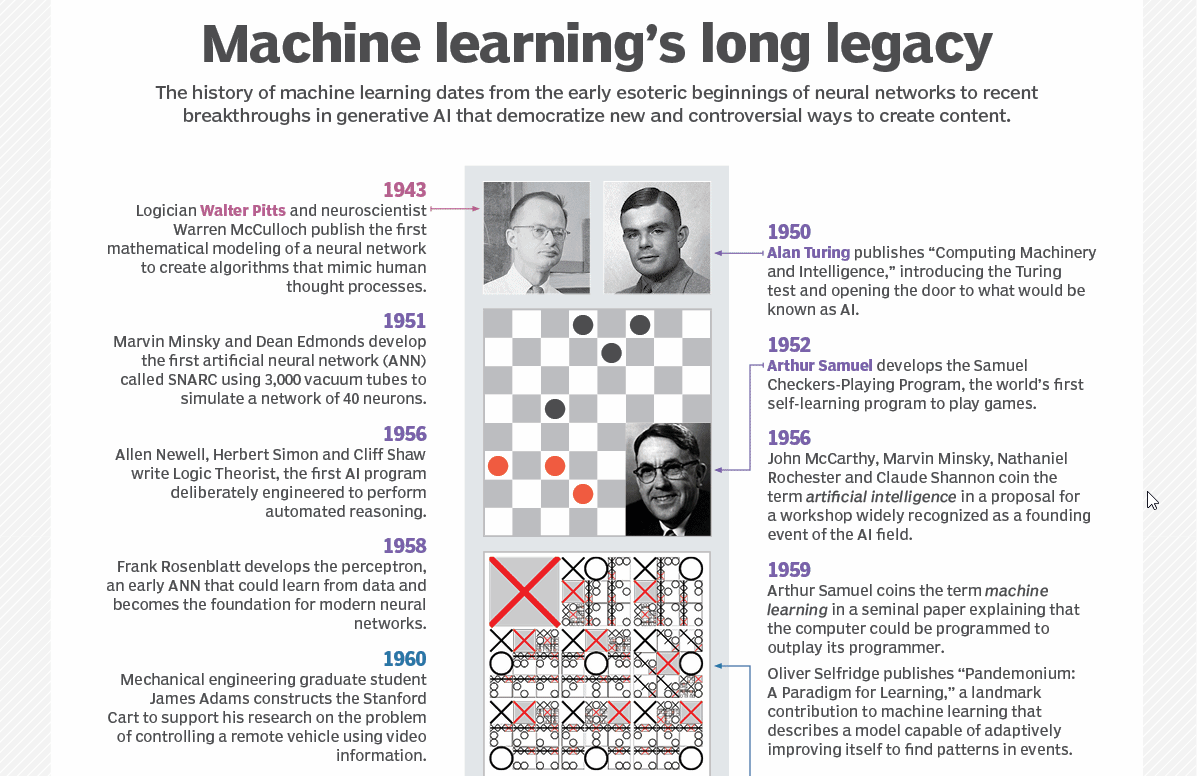 Machine learning's long legacy
The history of machine learning dates from the early esoteric beginnings of neural networks to recent
breakthroughs in generative AI that democratize new and controversial ways to create content.
1943
Logician Walter Pitts and neuroscientist
Warren McCulloch publish the first
mathematical modeling of a neural network
to create algorithms that mimic human
thought processes.
1950
Alan Turing publishes “Computing Machinery
and Intelligence,” introducing the Turing
test and opening the door to what would be
known as AI.
1951
Marvin Minsky and Dean Edmonds develop
the first artificial neural network (ANN)
called SNARC using 3,000 vacuum tubes to
simulate a network of 40 neurons.
1952
Arthur Samuel develops the Samuel
Checkers-Playing Program, the world's first
self-learning program to play games.
1956
Allen Newell, Herbert Simon and Cliff Shaw
write Logic Theorist, the first AI program
deliberately engineered to perform
automated reasoning.
1956
John McCarthy, Marvin Minsky, Nathaniel
Rochester and Claude Shannon coin the
term artificial intelligence in a proposal for
a workshop widely recognized as a founding
event of the AI field.
1958
Frank Rosenblatt develops the perceptron,
an early ANN that could learn from data and
becomes the foundation for modern neural
networks.
1959
Arthur Samuel coins the term machine
learning in a seminal paper explaining that
the computer could be programmed to
outplay its programmer.
Oliver Selfridge publishes “Pandemonium:
A Paradigm for Learning,” a landmark
contribution to machine learning that
describes a model capable of adaptively
improving itself to find patterns in events.
1960
Mechanical engineering graduate student
James Adams constructs the Stanford
Cart to support his research on the problem
of controlling a remote vehicle using video
information.